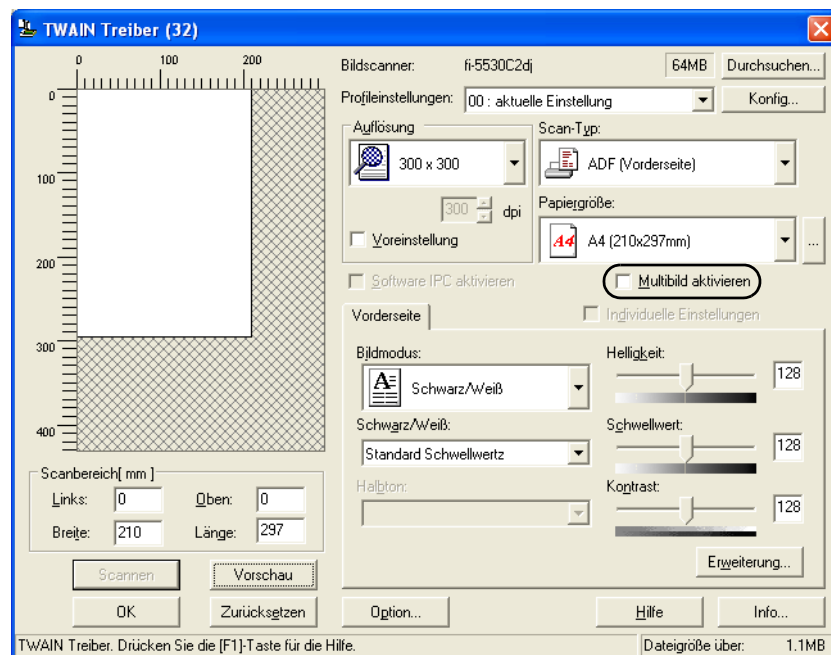 TWAIN Treiber (32)
0 100 200
0
100
200
300
400
Bildscanner: fi-5530C2dj 64MB Durchsuchen...
Profileinstellungen: 00 : aktuelle Einstellung Konfig...
Auflösung
300 x 300
300 dpi
Voreinstellung
Scan-Typ:
ADF (Vorderseite)
Papiergröße:
A4 A4 (210x297mm) ...
Software IPC aktivieren
Multibild aktivieren
Vorderseite
Individuelle Einstellungen
Bildmodus:
A Schwarz/Weiß
Schwarz/Weiß:
Standard Schwellwertz
Halbton:
Helligkeit:
128
Schwellwert:
128
Kontrast:
128
Erweiterung...
Scanbereich[ mm ]
Links: 0 Oben: 0
Breite: 210 Länge: 297
Scannen Vorschau
OK Zurücksetzen Option... Hilfe Info...
TWAIN Treiber. Drücken Sie die [F1]-Taste für die Hilfe. Dateigröße über: 1.1MB